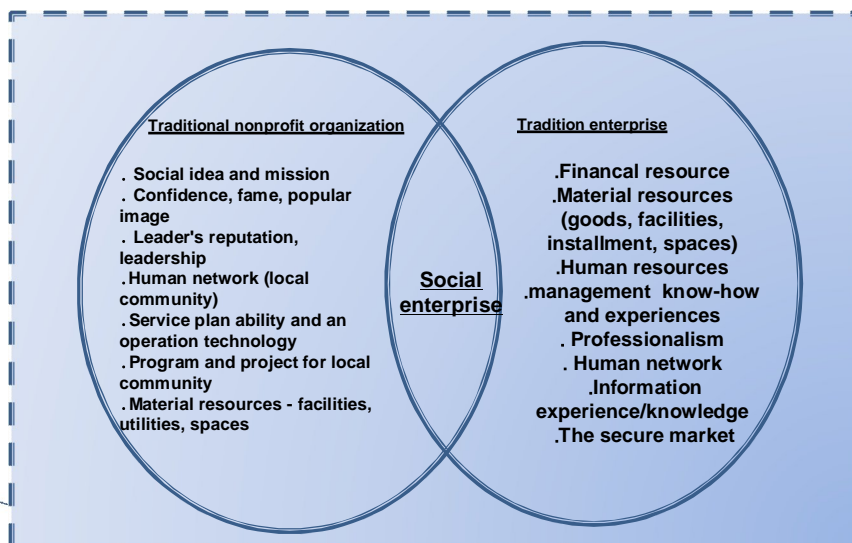 Traditional nonprofit organization
. Social idea and mission
. Confidence, fame, popular
image
. Leader's reputation,
leadership
.Human network (local
community)
.Service plan ability and an
operation technology
.Program and project for local
community
.Material resources - facilities,
utilities, spaces
Social
enterprise
Tradition enterprise
.Financal resource
.Material resources
(goods, facilities,
installment, spaces)
.Human resources
.management know-how
and experiences
. Professionalism
. Human network
.Information
experience/knowledge
.The secure market